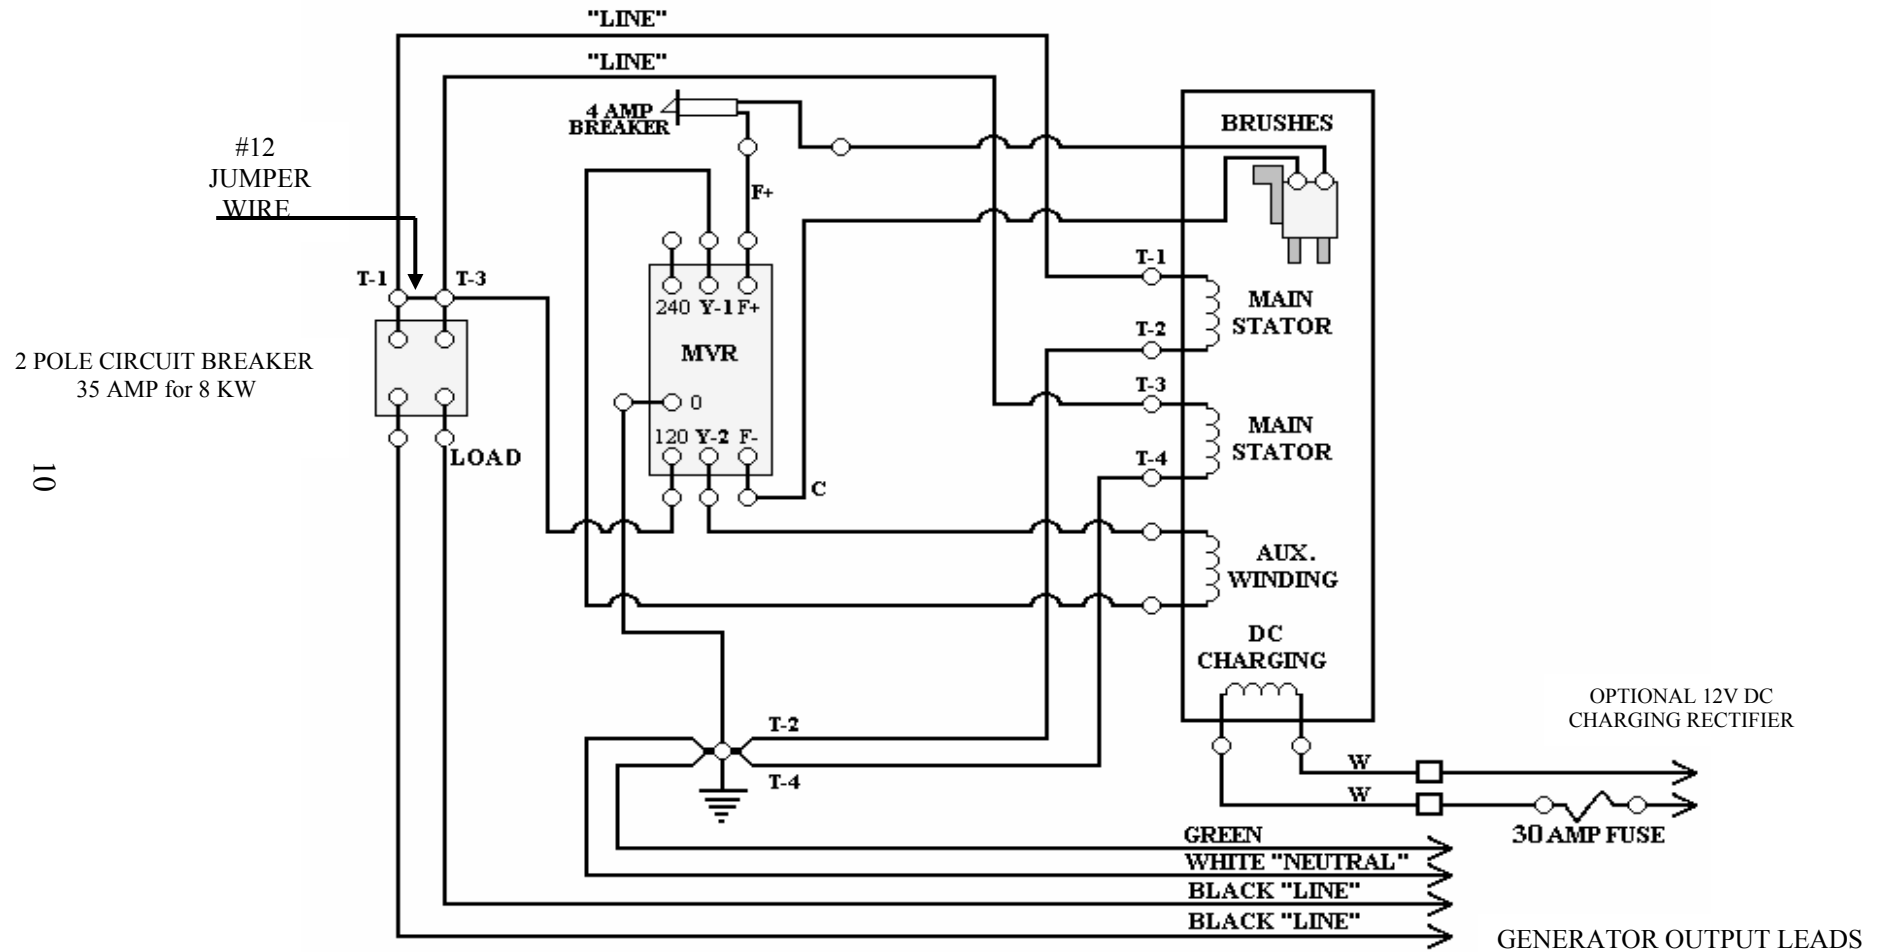 "LINE"
"LINE"
4 AMP
BREAKER
BRUSHES
#12
JUMPER
WIRE
F+
T-1
T-3
T-1
240 Y-1 F+
MAIN
STATOR
T-2
MVR
2 POLE CIRCUIT BREAKER
35 AMP for 8 KW
T-3
0
MAIN
STATOR
120 Y-2 F-
LOAD
T-4
10
C
AUX.
WINDING
DC
CHARGING
OPTIONAL 12V DC
CHARGING RECTIFIER
T-2
T-4
W
W
30 AMP FUSE
GREEN
WHITE "NEUTRAL"
BLACK "LINE"
BLACK "LINE"
GENERATOR OUTPUT LEADS